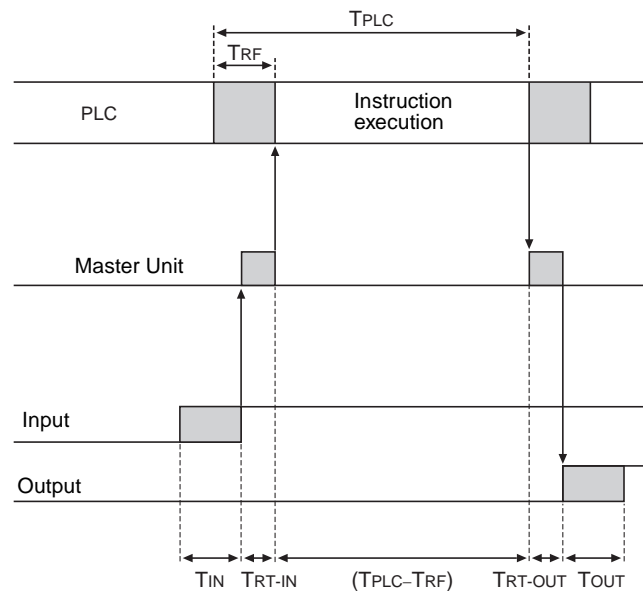 TPLC
TRF
PLC
Instruction
execution
Master Unit
Input
Output
TIN
TRT-IN
(TPLC–TRF)
TRT-OUT
TOUT